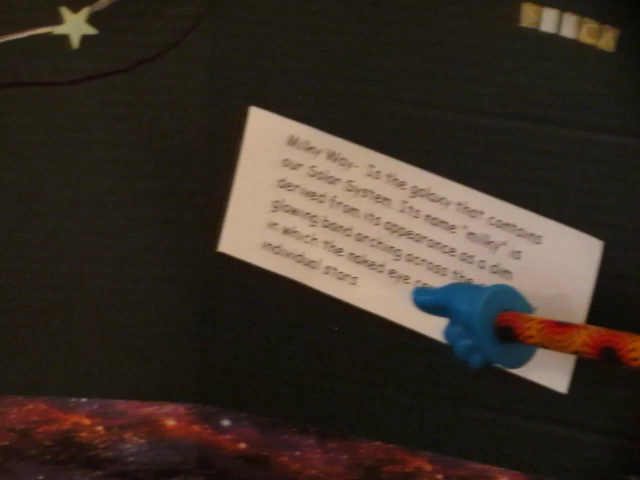 Milky Way- Is the galaxy that contains
our Solar System. Its name "milky" is
derived from its appearance as a dim
glowing band arching across the
in which the naked eye
individual stars.